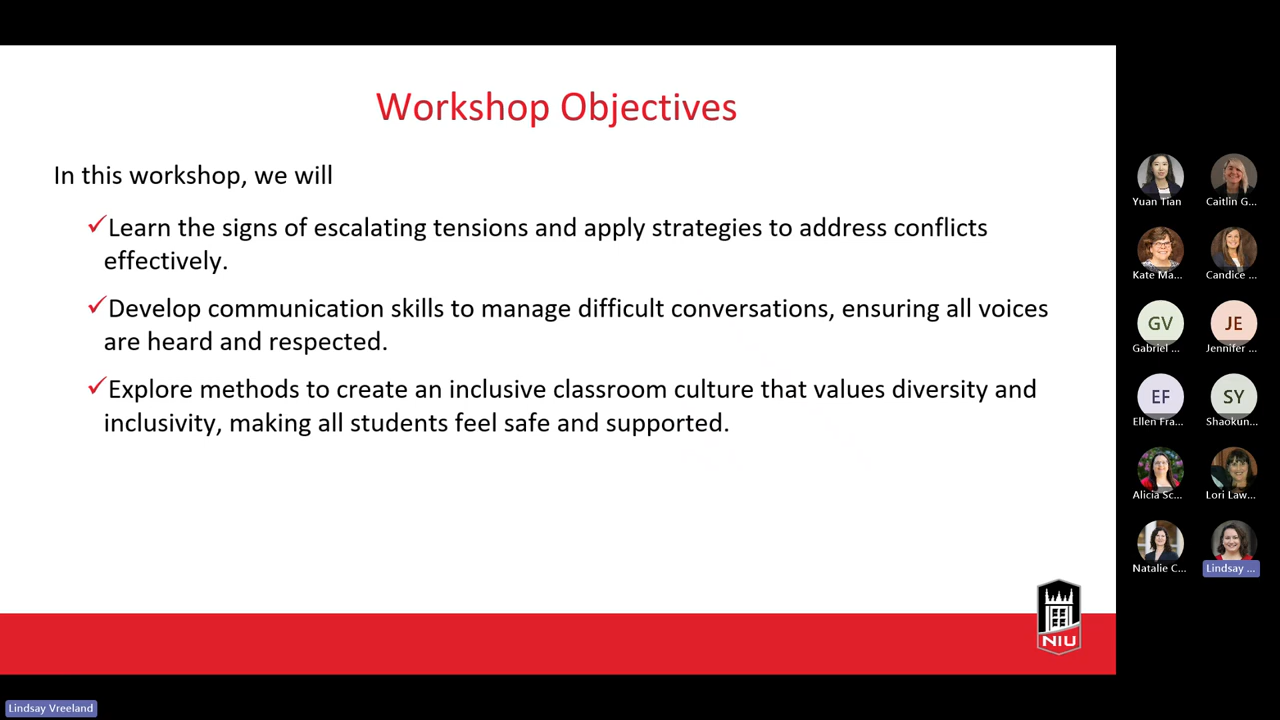 Workshop Objectives
In this workshop, we will
✓Learn the signs of escalating tensions and apply strategies to address conflicts
effectively.
✓Develop communication skills to manage difficult conversations, ensuring all voices
are heard and respected.
✓Explore methods to create an inclusive classroom culture that values diversity and
inclusivity, making all students feel safe and supported.
NIU
Yuan Tian
Caitlin G...
Kate Ma...
Candice ...
GV
JE
Gabriel ...
Jennifer ...
EF
SY
Ellen Fra...
Shaokun...
Alicia Sc...
Lori Law...
Natalie C...
Lindsay ...
Lindsay Vreeland